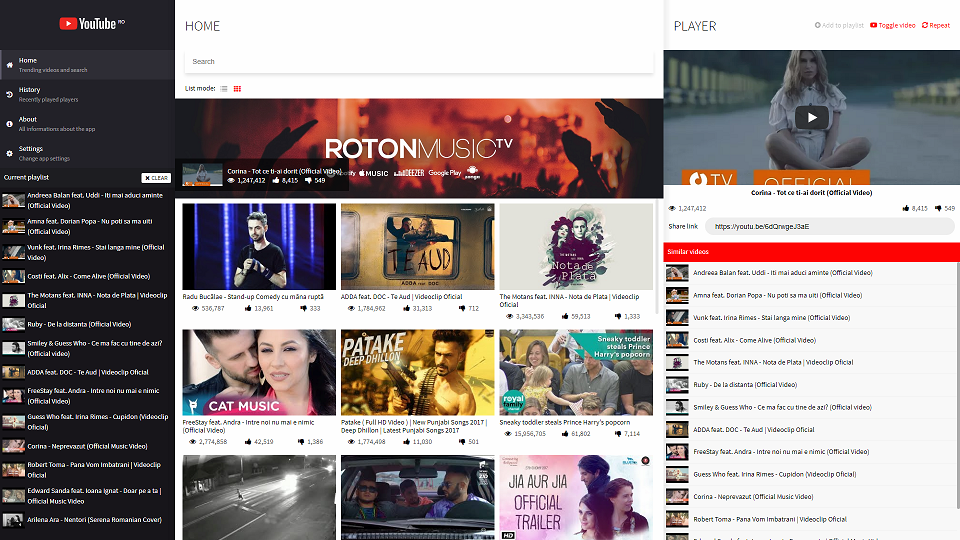 YouTube RO
Home
Trending videos and search
History
Recently played players
About
All informations about the app
Settings
Change app settings
Current playlist
✖ CLEAR
Andreea Balan feat. Uddi - Iti mai aduci aminte
(Official Video)
Amna feat. Dorian Popa - Nu poti sa ma uiti
(Official Video)
Vunk feat. Irina Rimes - Stai langa mine (Official
Video)
Costi feat. Alix - Come Alive (Official Video)
The Motans feat. INNA - Nota de Plata | Videoclip
Oficial
Ruby - De la distanta (Official Video)
Smiley & Guess Who - Ce ma fac cu tine de azi?
(Official video)
ADDA feat. DOC - Te Aud | Videoclip Oficial
FreeStay feat. Andra - Intre noi nu mai e nimic
(Official Video)
Guess Who feat. Irina Rimes - Cupidon (Videoclip
Oficial)
Corina - Neprevazut (Official Music Video)
Robert Toma - Pana Vom Imbatrani | Videoclip
Oficial
Edward Sanda feat. Ioana Ignat - Doar pe a ta |
Official Music Video
Arilena Ara - Nentori (Serena Romanian Cover)
HOME
Search
List mode:
ROTONMUSIC TV
Spotify MUSIC DEEZER Google Play zonga
Corina - Tot ce ti-ai dorit (Official Video)
1,247,412 8,415 549
TE AUD
ADDA feat. DOC
Nota de
Plata
Radu Bucălae - Stand-up Comedy cu mâna ruptă
536,787 13,961 333
ADDA feat. DOC - Te Aud | Videoclip Oficial
1,784,962 31,313 712
The Motans feat. INNA - Nota de Plata | Videoclip
Oficial
3,343,536 59,513 1,333
CAT MUSIC
PATAKE
DEEP DHILLON
Sneaky toddler
steals Prince
Harry's popcorn
royal
family
channel
FreeStay feat. Andra - Intre noi nu mai e nimic
(Official Video)
2,774,858 42,519 1,386
Patake ( Full HD Video ) | New Punjabi Songs 2017 |
Deep Dhillon | Latest Punjabi Songs 2017
1,774,498 11,030 501
Sneaky toddler steals Prince Harry's popcorn
15,956,705 61,802 7,114
JIA AUR JIA
OFFICIAL
TRAILER
HD
PLAYER
Add to playlist
Toggle video
Repeat
TV
OFFICIAL
Corina - Tot ce ti-ai dorit (Official Video)
1,247,412
8,415 549
Share link
https://youtu.be/6dQnwgeJ3aE
Similar videos
Andreea Balan feat. Uddi - Iti mai aduci aminte (Official Video)
Amna feat. Dorian Popa - Nu poti sa ma uiti (Official Video)
Vunk feat. Irina Rimes - Stai langa mine (Official Video)
Costi feat. Alix - Come Alive (Official Video)
The Motans feat. INNA - Nota de Plata | Videoclip Oficial
Ruby - De la distanta (Official Video)
Smiley & Guess Who - Ce ma fac cu tine de azi? (Official video)
ADDA feat. DOC - Te Aud | Videoclip Oficial
FreeStay feat. Andra - Intre noi nu mai e nimic (Official Video)
Guess Who feat. Irina Rimes - Cupidon (Videoclip Oficial)
Corina - Neprevazut (Official Music Video)
Robert Toma - Pana Vom Imbatrani | Videoclip Oficial